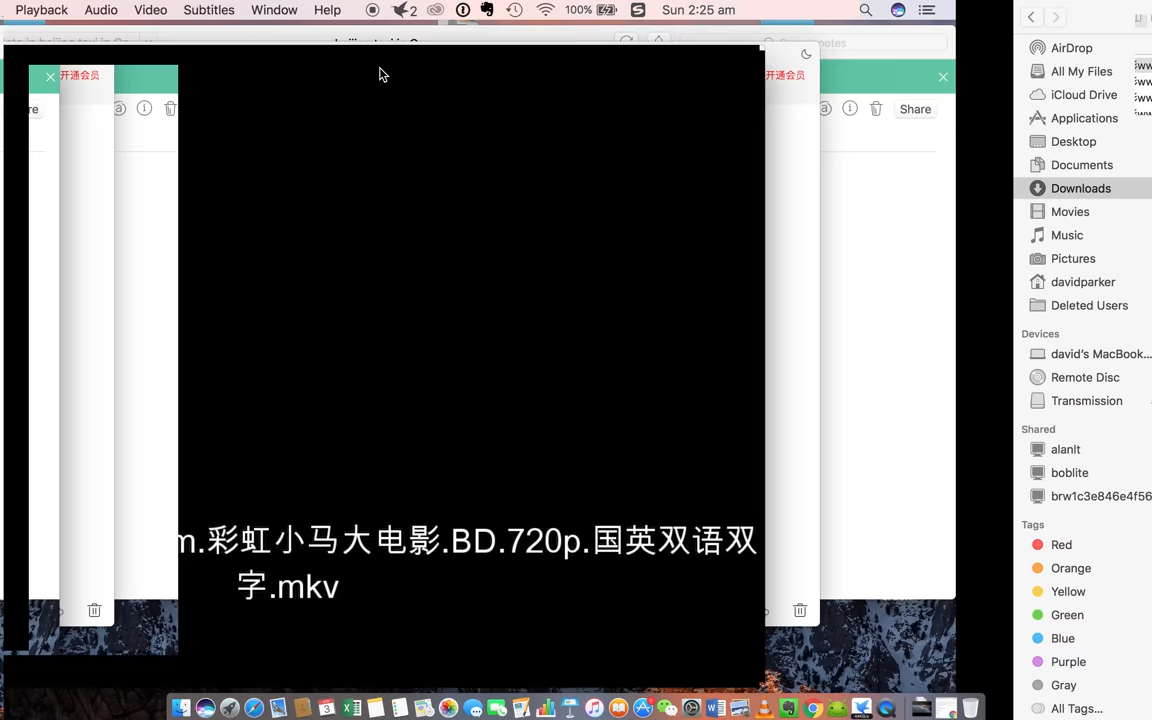 Playback Audio Video Subtitles Window Help 2 100% Sun 2:25 am
开通会员
开通会员
re
Share
m.彩虹小马大电影.BD.720p.国英双语双
字.mkv
AirDrop
All My Files
iCloud Drive
Applications
Desktop
Documents
Downloads
Movies
Music
Pictures
davidparker
Deleted Users
Devices
david's MacBook...
Remote Disc
Transmission
Shared
alanlt
boblite
brw1c3e846e4f56
Tags
Red
Orange
Yellow
Green
Blue
Purple
Gray
All Tags...